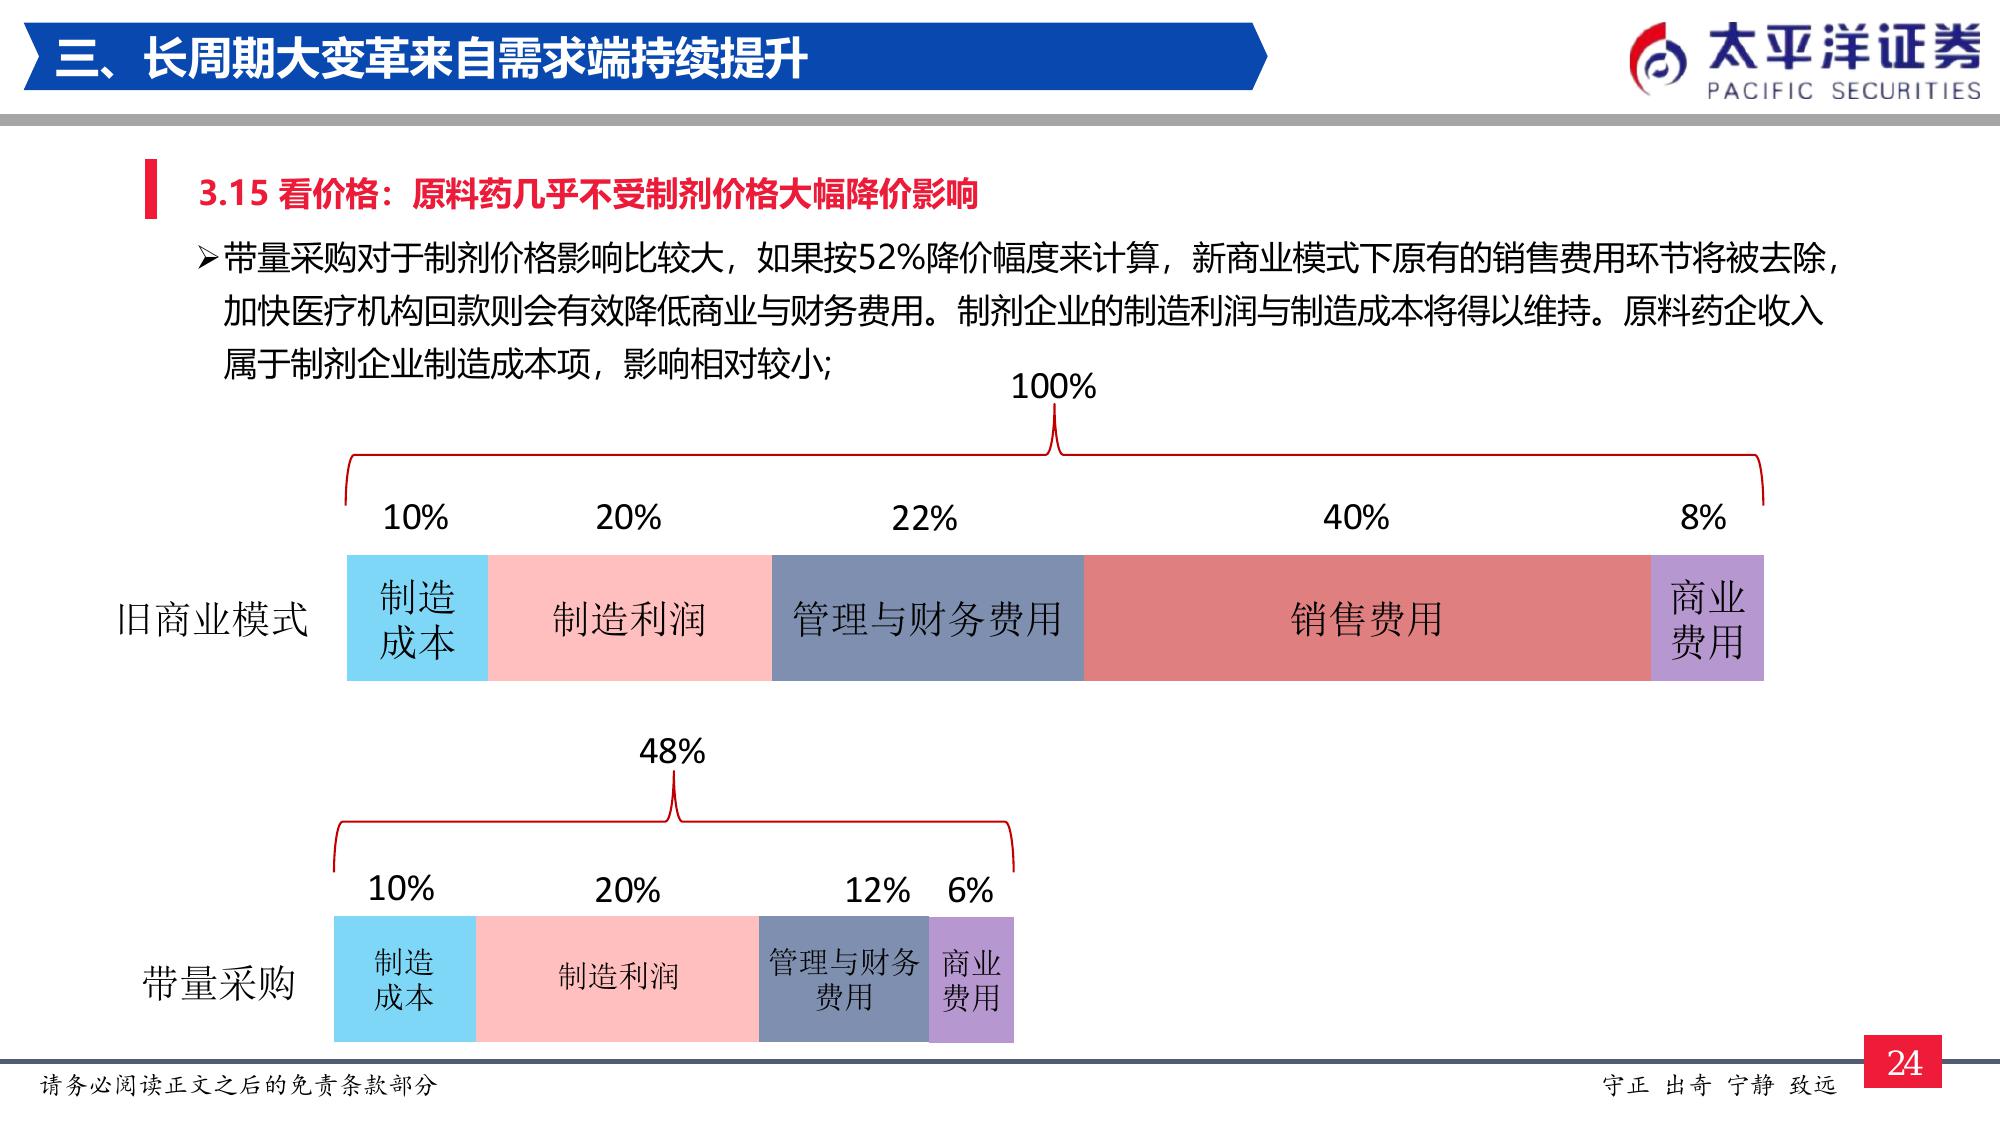 三、长周期大变革来自需求端持续提升
太平洋证券
PACIFIC SECURITIES
3.15 看价格：原料药几乎不受制剂价格大幅降价影响
➢带量采购对于制剂价格影响比较大，如果按52%降价幅度来计算，新商业模式下原有的销售费用环节将被去除，
加快医疗机构回款则会有效降低商业与财务费用。制剂企业的制造利润与制造成本将得以维持。原料药企收入
属于制剂企业制造成本项，影响相对较小;
100%
10% 20% 22% 40% 8%
旧商业模式
制造
成本
制造利润
管理与财务费用
销售费用
商业
费用
48%
10% 20% 12% 6%
带量采购
制造
成本
制造利润
管理与财务
费用
商业
费用
请务必阅读正文之后的免责条款部分
守正 出奇 宁静 致远
24